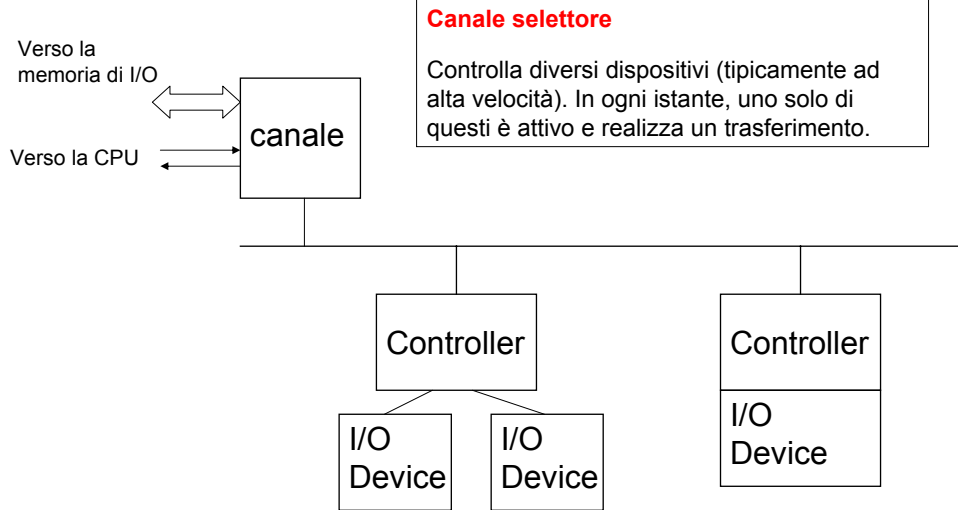 Canale selettore
Controlla diversi dispositivi (tipicamente ad
alta velocità). In ogni istante, uno solo di
questi è attivo e realizza un trasferimento.
Verso la
memoria di I/O
Verso la CPU
canale
Controller
Controller
I/O
Device
I/O
Device
I/O
Device